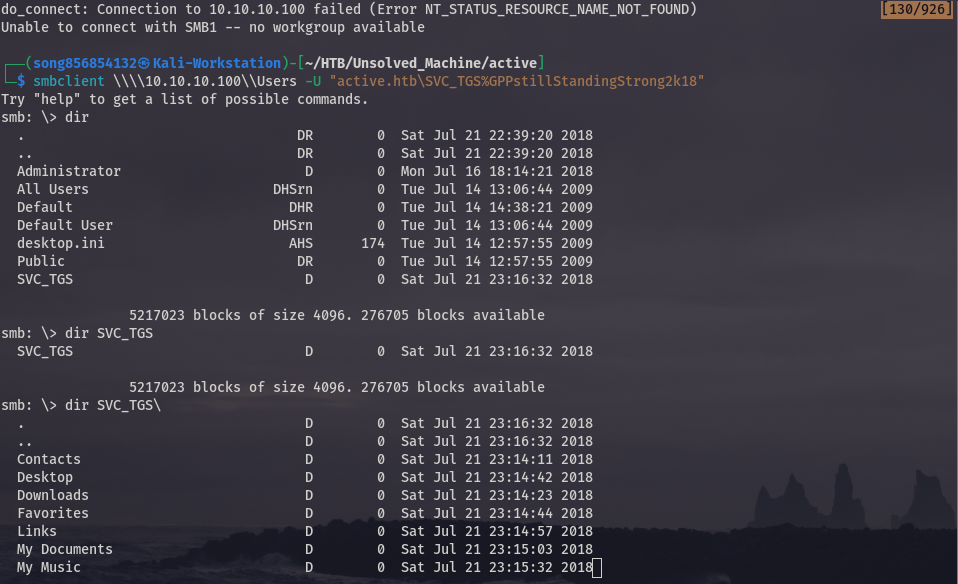 do_connect: Connection to 10.10.10.100 failed (Error NT_STATUS_RESOURCE_NAME_NOT_FOUND) [130/926]
Unable to connect with SMB1 -- no workgroup available
┌──(song856854132㉿Kali-Workstation)-[~/HTB/Unsolved_Machine/active]
└─$ smbclient \\\\10.10.10.100\\Users -U "active.htb\SVC_TGS%GPPstillStandingStrong2k18"
Try "help" to get a list of possible commands.
smb: \> dir
. DR 0 Sat Jul 21 22:39:20 2018
.. DR 0 Sat Jul 21 22:39:20 2018
Administrator D 0 Mon Jul 16 18:14:21 2018
All Users DHSrn 0 Tue Jul 14 13:06:44 2009
Default DHR 0 Tue Jul 14 14:38:21 2009
Default User DHSrn 0 Tue Jul 14 13:06:44 2009
desktop.ini AHS 174 Tue Jul 14 12:57:55 2009
Public DR 0 Tue Jul 14 12:57:55 2009
SVC_TGS D 0 Sat Jul 21 23:16:32 2018
5217023 blocks of size 4096. 276705 blocks available
smb: \> dir SVC_TGS
SVC_TGS D 0 Sat Jul 21 23:16:32 2018
5217023 blocks of size 4096. 276705 blocks available
smb: \> dir SVC_TGS\
. D 0 Sat Jul 21 23:16:32 2018
.. D 0 Sat Jul 21 23:16:32 2018
Contacts D 0 Sat Jul 21 23:14:11 2018
Desktop D 0 Sat Jul 21 23:14:42 2018
Downloads D 0 Sat Jul 21 23:14:23 2018
Favorites D 0 Sat Jul 21 23:14:44 2018
Links D 0 Sat Jul 21 23:14:57 2018
My Documents D 0 Sat Jul 21 23:15:03 2018
My Music D 0 Sat Jul 21 23:15:32 2018